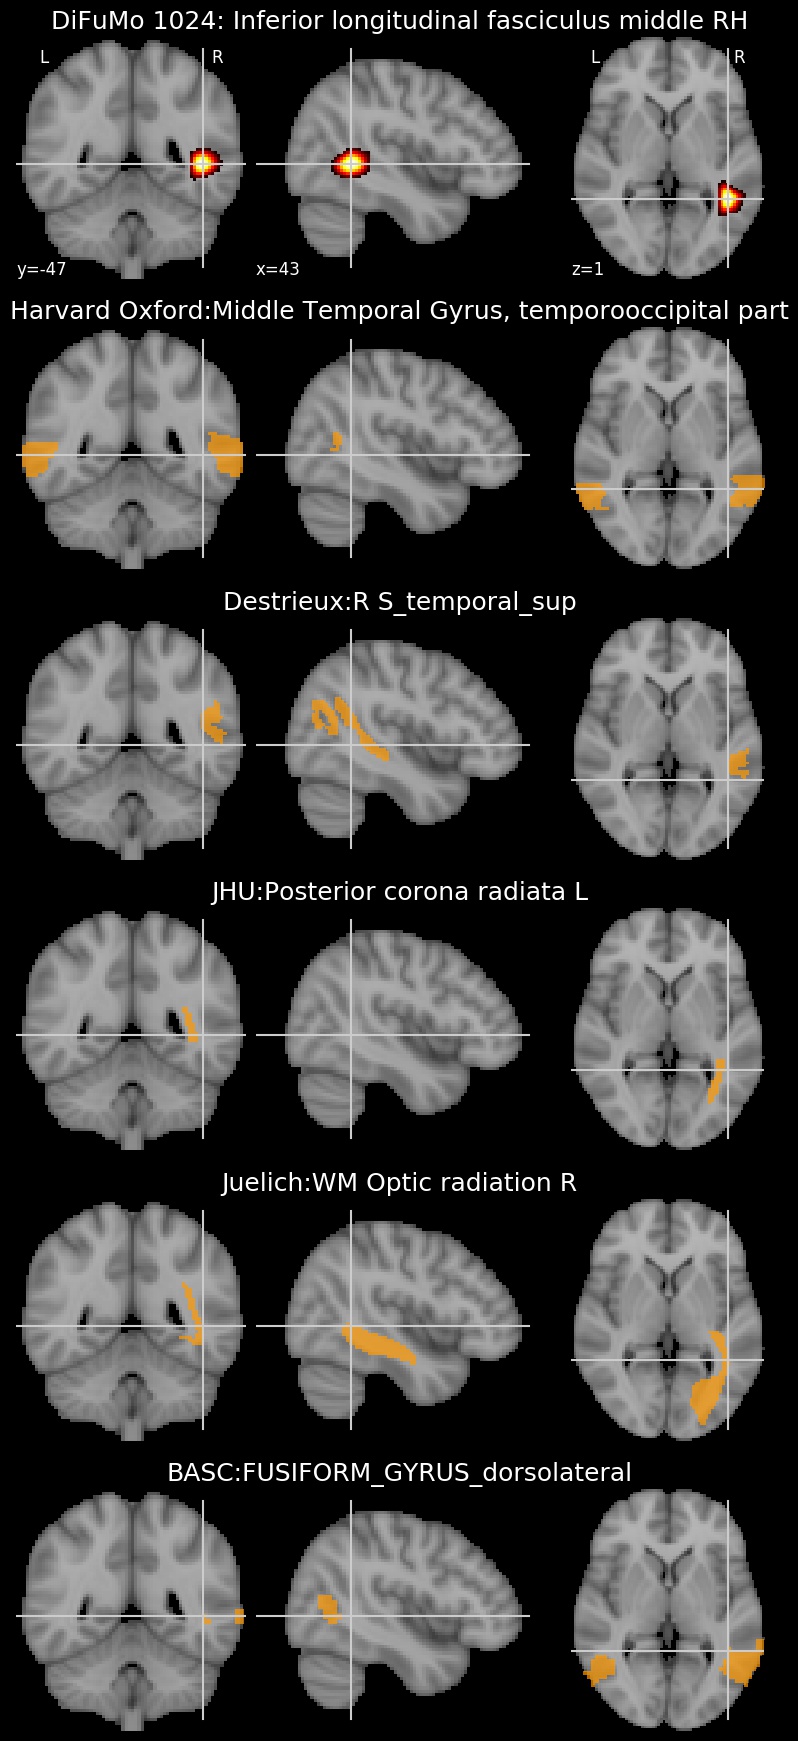 DiFuMo 1024: Inferior longitudinal fasciculus middle RH
L R L R
y=-47 x=43 z=1
Harvard Oxford:Middle Temporal Gyrus, temporooccipital part
Destrieux:R S_temporal_sup
JHU:Posterior corona radiata L
Juelich:WM Optic radiation R
BASC:FUSIFORM_GYRUS_dorsolateral